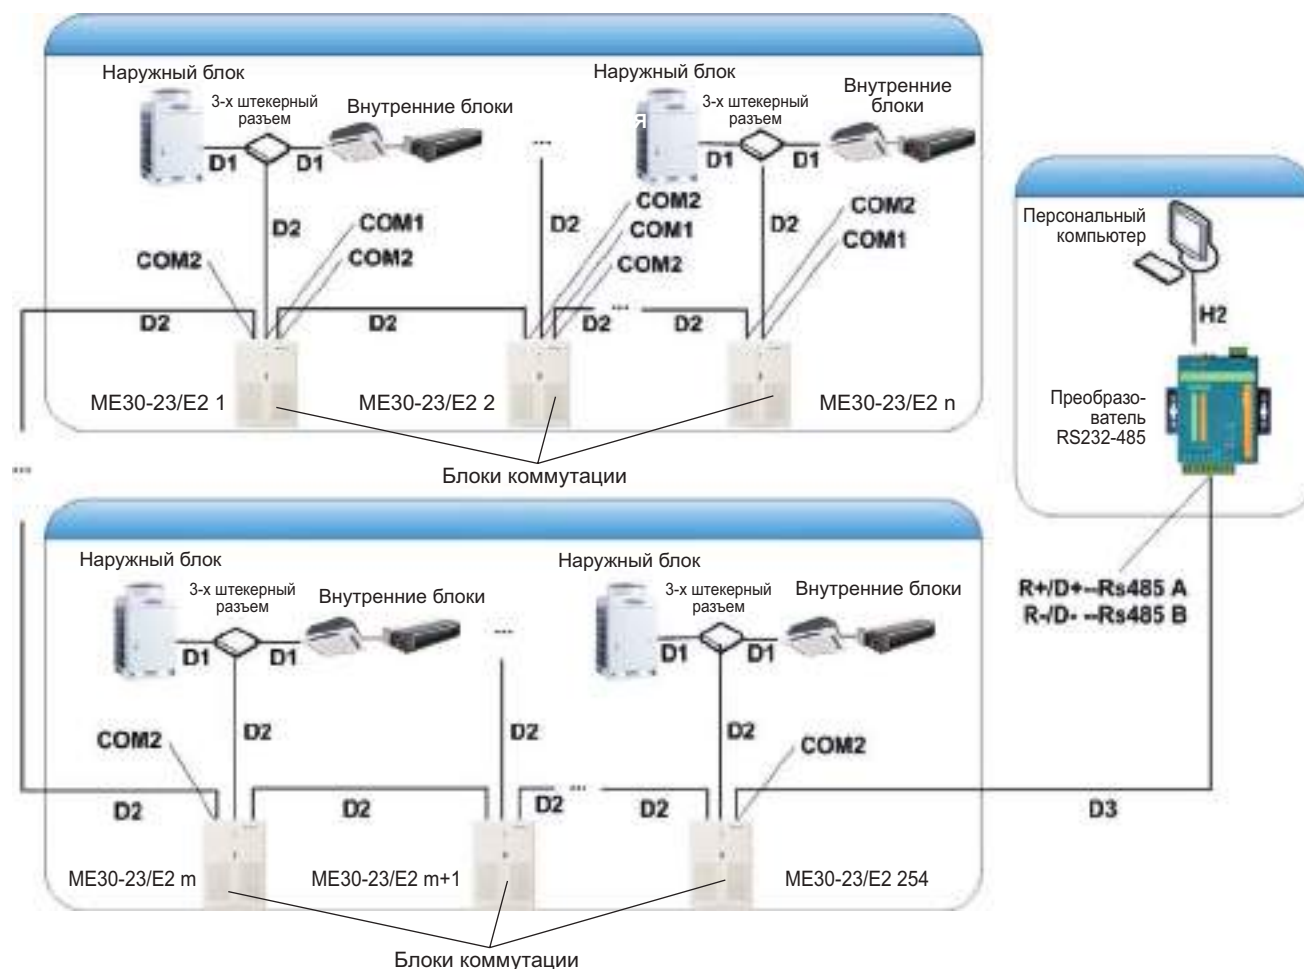 Наружный блок
3-х штекерный
разъем
Внутренние блоки
D1
D1
D2
COM1
COM2
COM2
...
D2
COM2
COM1
COM2
Наружный блок
я
3-х штекерный
разъем
Внутренние
блоки
D1
D1
D2
COM2
COM1
D2
D2
D2
...
D2
ME30-23/E2 1
ME30-23/E2 2
ME30-23/E2 n
Блоки коммутации
...
Персональный
компьютер
H2
Преобразо-
ватель
RS232-485
R+/D+--Rs485 A
R-/D- --Rs485 B
D3
Наружный блок
3-х штекерный
разъем
Внутренние блоки
D1
D1
D2
COM2
...
D2
Наружный блок
3-х штекерный
разъем
Внутренние блоки
D1
D1
D2
COM2
D2
D2
D2
...
D2
ME30-23/E2 m
ME30-23/E2 m+1
ME30-23/E2 254
Блоки коммутации